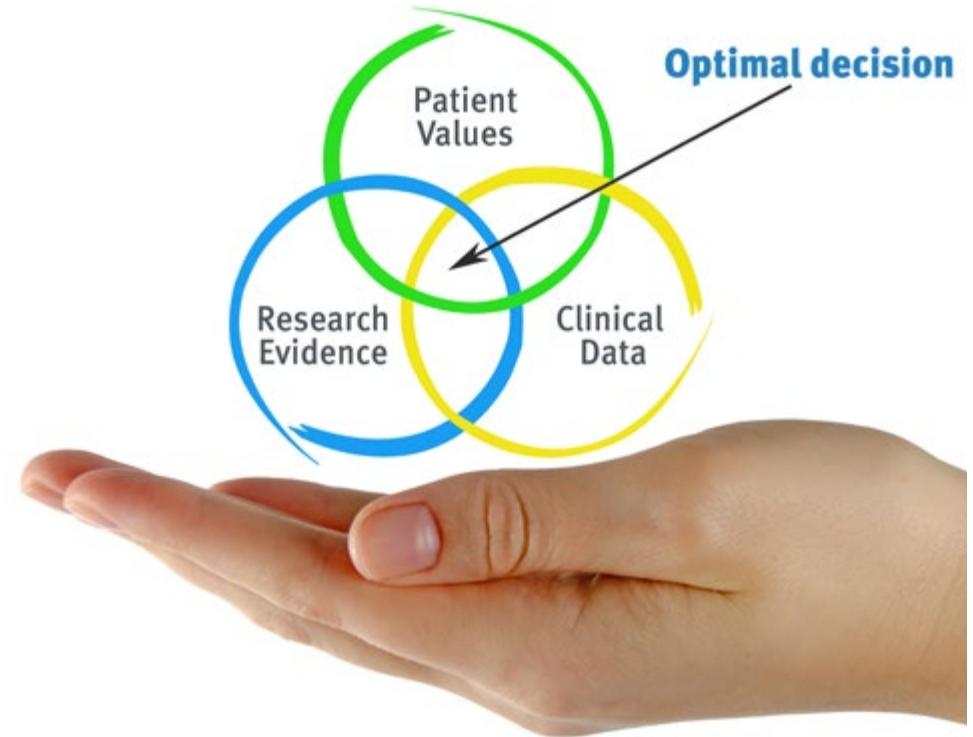 Optimal decision
Patient
Values
Research
Evidence
Clinical
Data